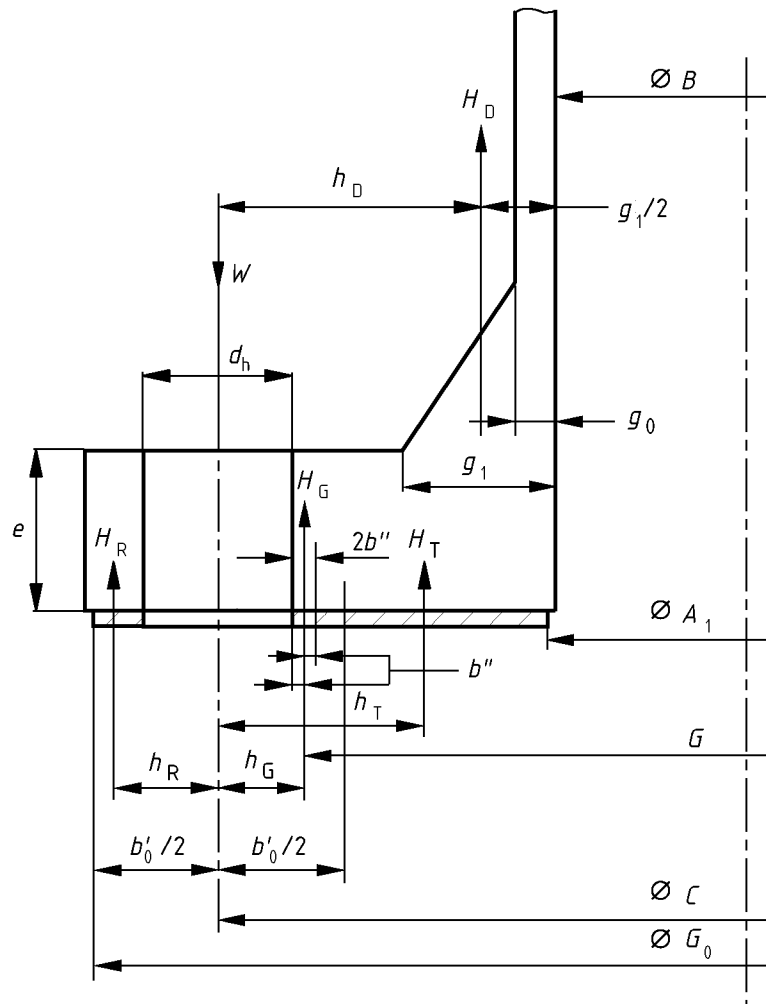 Ø B
H_D
h_D
g_1/2
W
d_h
g_0
g_1
H_G
e
H_R
2b''
H_T
Ø A_1
b''
h_T
G
h_R
h_G
b'_0/2
b'_0/2
Ø C
Ø G_0